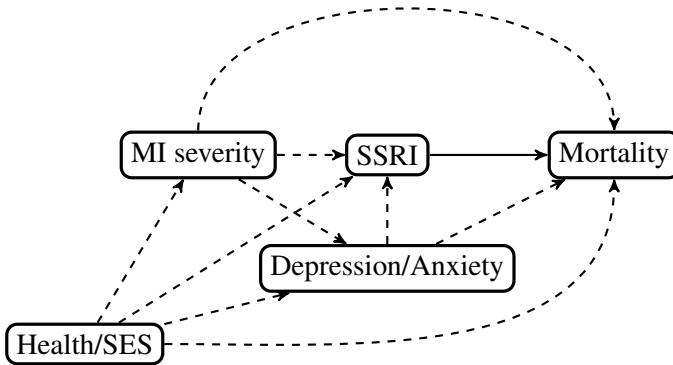 MI severity
SSRI
Mortality
Depression/Anxiety
Health/SES